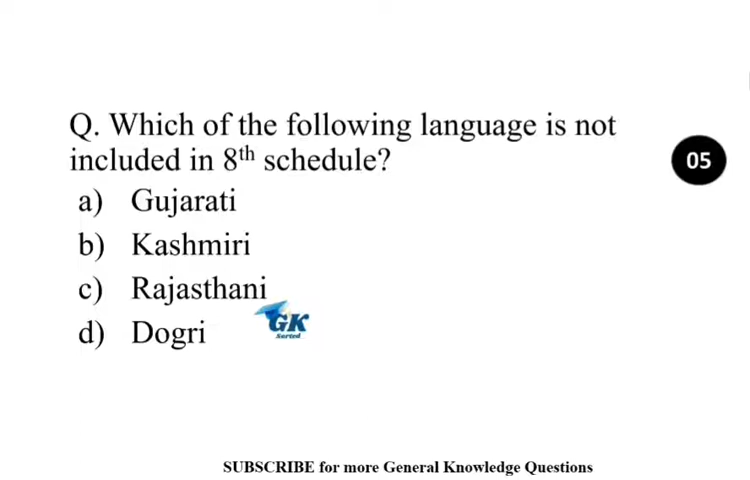 Q. Which of the following language is not
included in 8th schedule?
05
a) Gujarati
b) Kashmiri
c) Rajasthani
d) Dogri
GK
Sorted
SUBSCRIBE for more General Knowledge Questions